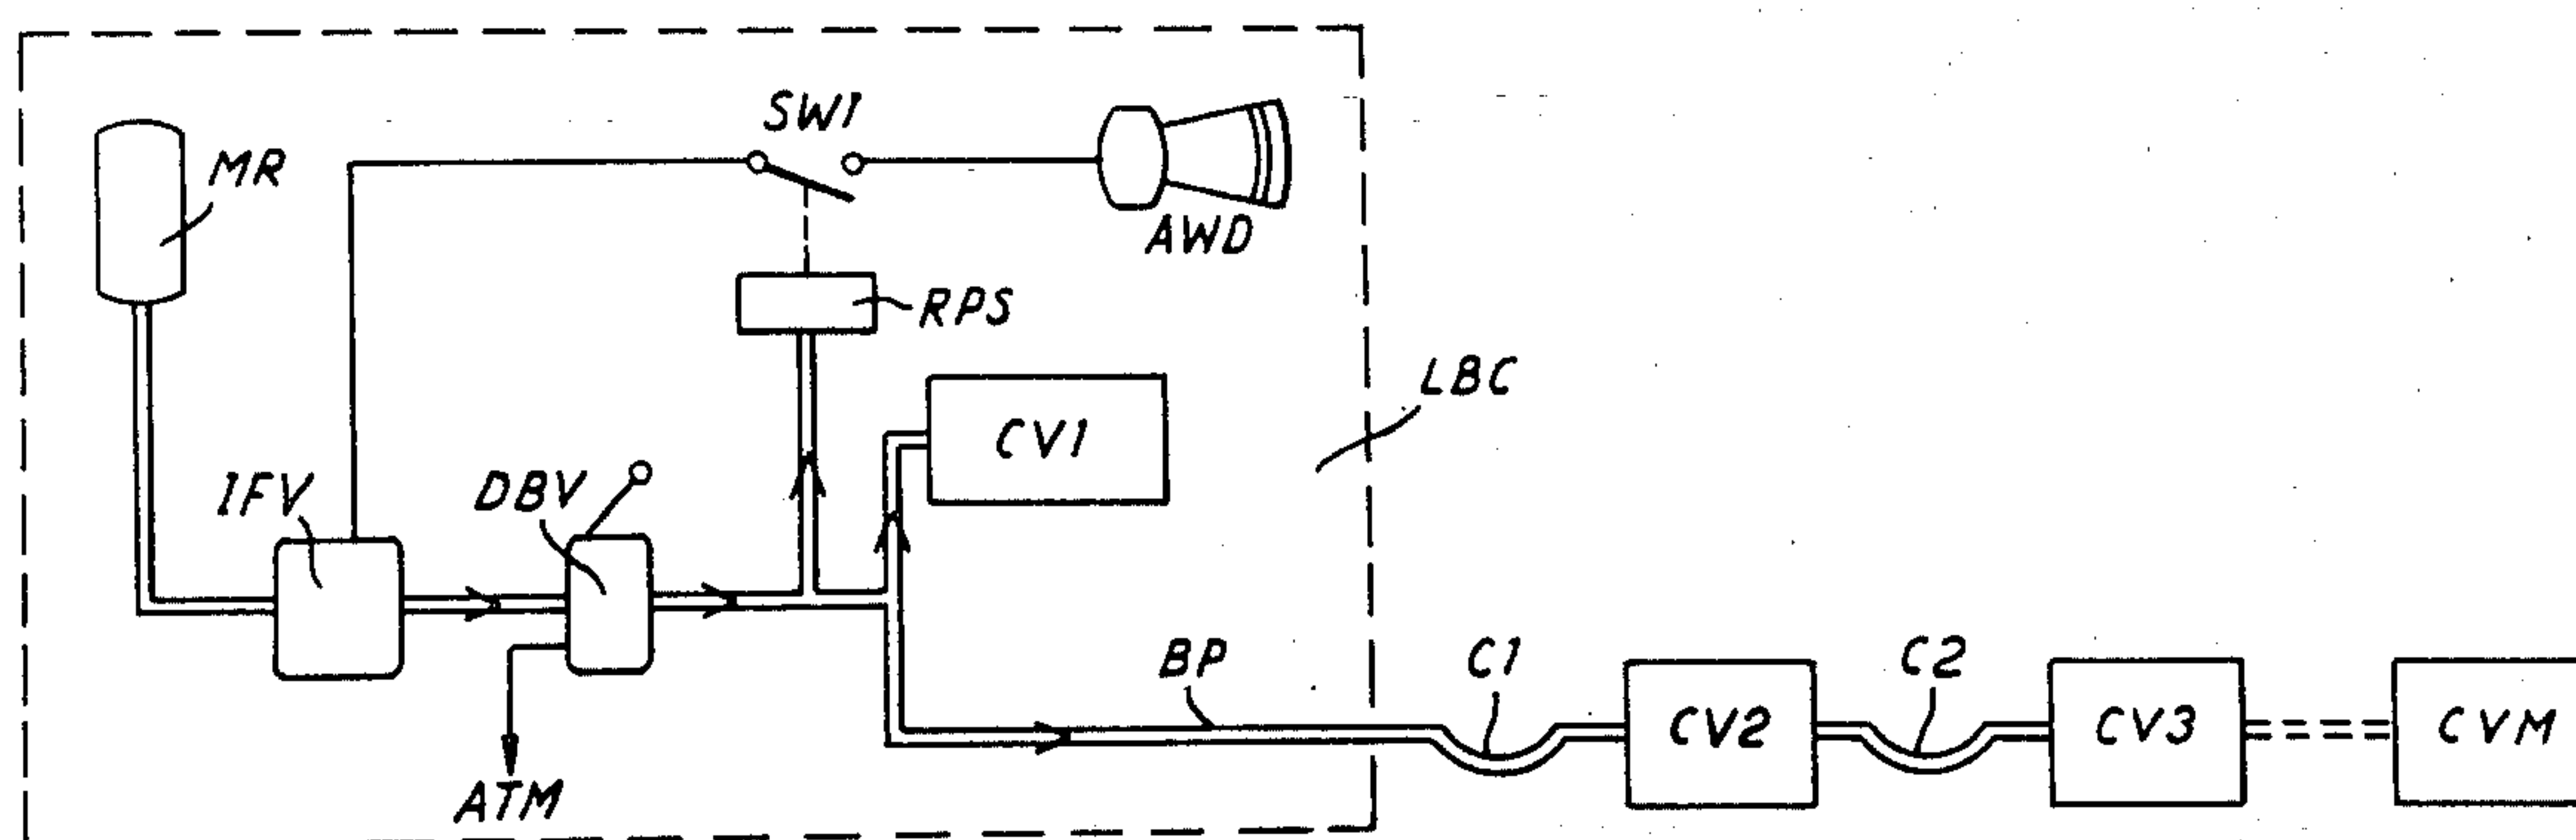 SW1
MR
AWD
RPS
LBC
CV1
IFV
DBV
BP
C1
C2
CV2
CV3
CVM
ATM